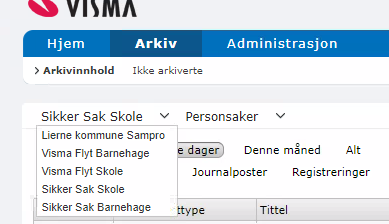 VISMA
Hjem Arkiv Administrasjon
Arkivinnhold Ikke arkiverte
Sikker Sak Skole Personsaker
Lierne kommune Sampro
Visma Flyt Barnehage
Visma Flyt Skole
Sikker Sak Skole
Sikker Sak Barnehage
dager Denne måned Alt
Journalposter Registreringer
Tittel